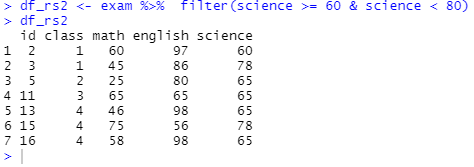 > df_rs2 <- exam %>%  filter(science >= 60 & science < 80)
> df_rs2
  id class math english science
1  2     1   60      97      60
2  3     1   45      86      78
3  5     2   25      80      65
4 11     3   65      65      65
5 13     4   46      98      65
6 15     4   75      56      78
7 16     4   58      98      65
>